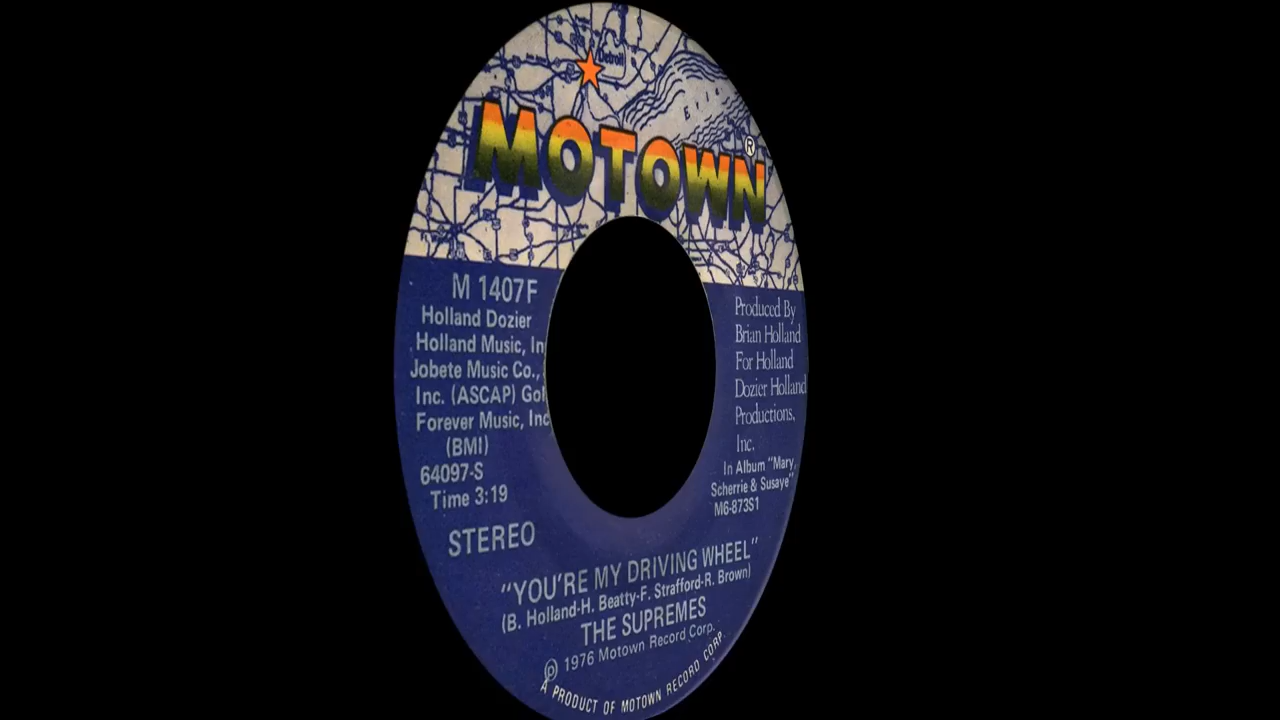 Detroit
Erie
MOTOWN®
M 1407F
Holland Dozier
Holland Music, In
Jobete Music Co.,
Inc. (ASCAP) Gol
Forever Music, Inc
(BMI)
64097-S
Time 3:19
STEREO
Produced By
Brian Holland
For Holland
Dozier Holland
Productions,
Inc.
In Album "Mary,
Scherrie & Susaye"
M6-873S1
"YOU'RE MY DRIVING WHEEL"
(B. Holland-H. Beatty-F. Strafford-R. Brown)
THE SUPREMES
℗ 1976 Motown Record Corp.
A PRODUCT OF MOTOWN RECORD CORP.